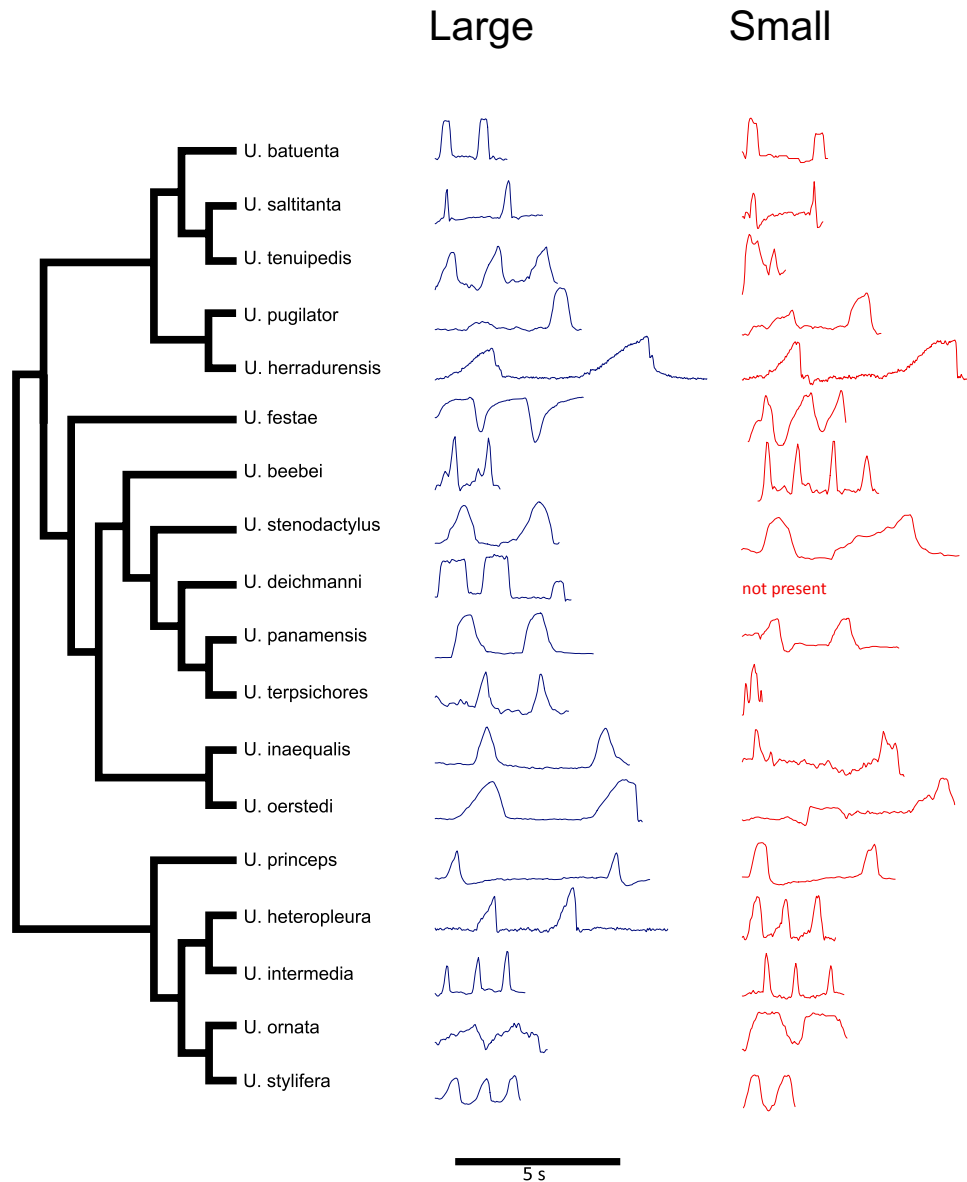 Large Small
U. batuenta
U. saltitanta
U. tenuipedis
U. pugilator
U. herradurensis
U. festae
U. beebei
U. stenodactylus
U. deichmanni
not present
U. panamensis
U. terpsichores
U. inaequalis
U. oerstedi
U. princeps
U. heteropleura
U. intermedia
U. ornata
U. stylifera
5 s